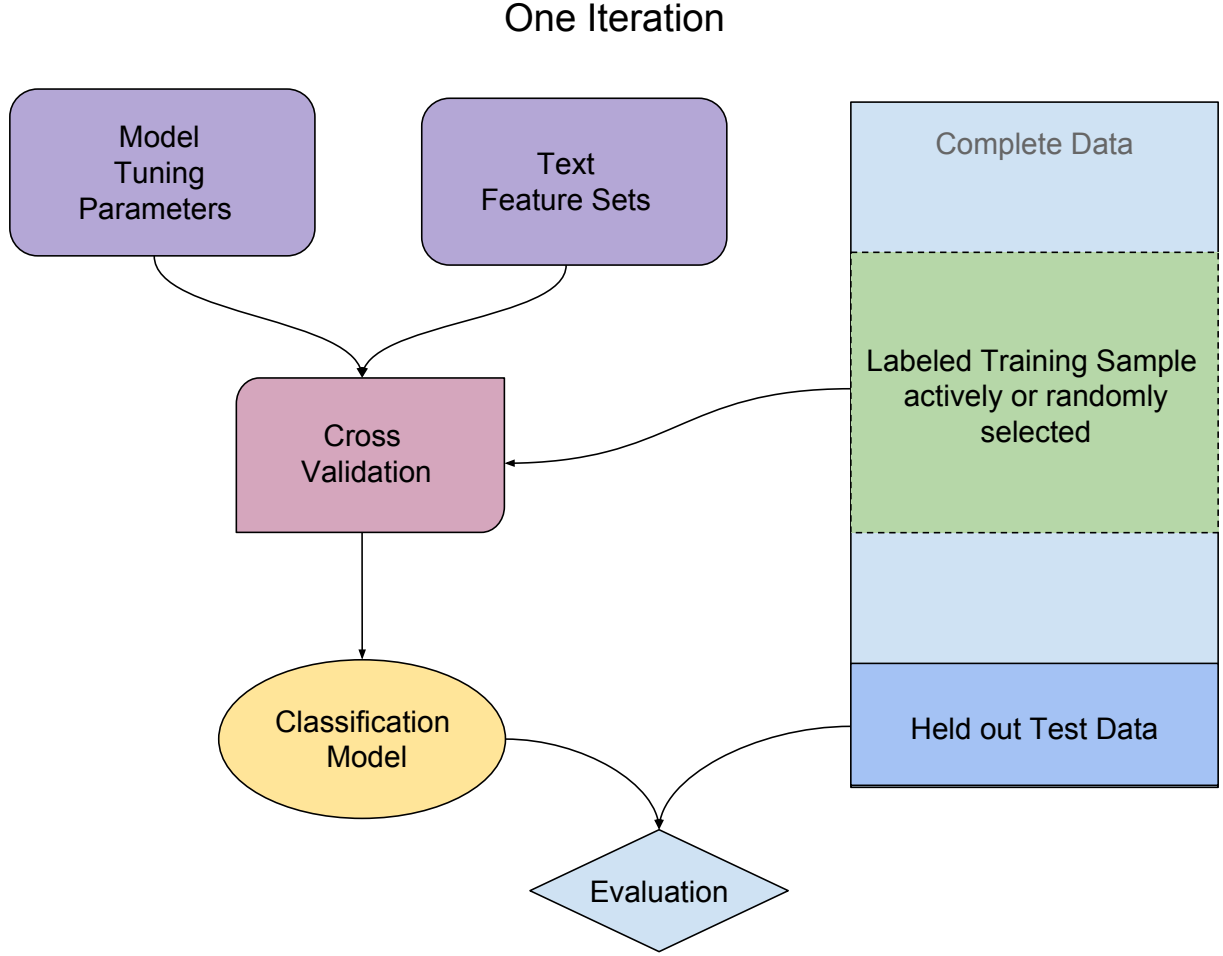 One Iteration
Model
Tuning
Parameters
Text
Feature Sets
Complete Data
Labeled Training Sample
actively or randomly
selected
Cross
Validation
Classification
Model
Held out Test Data
Evaluation